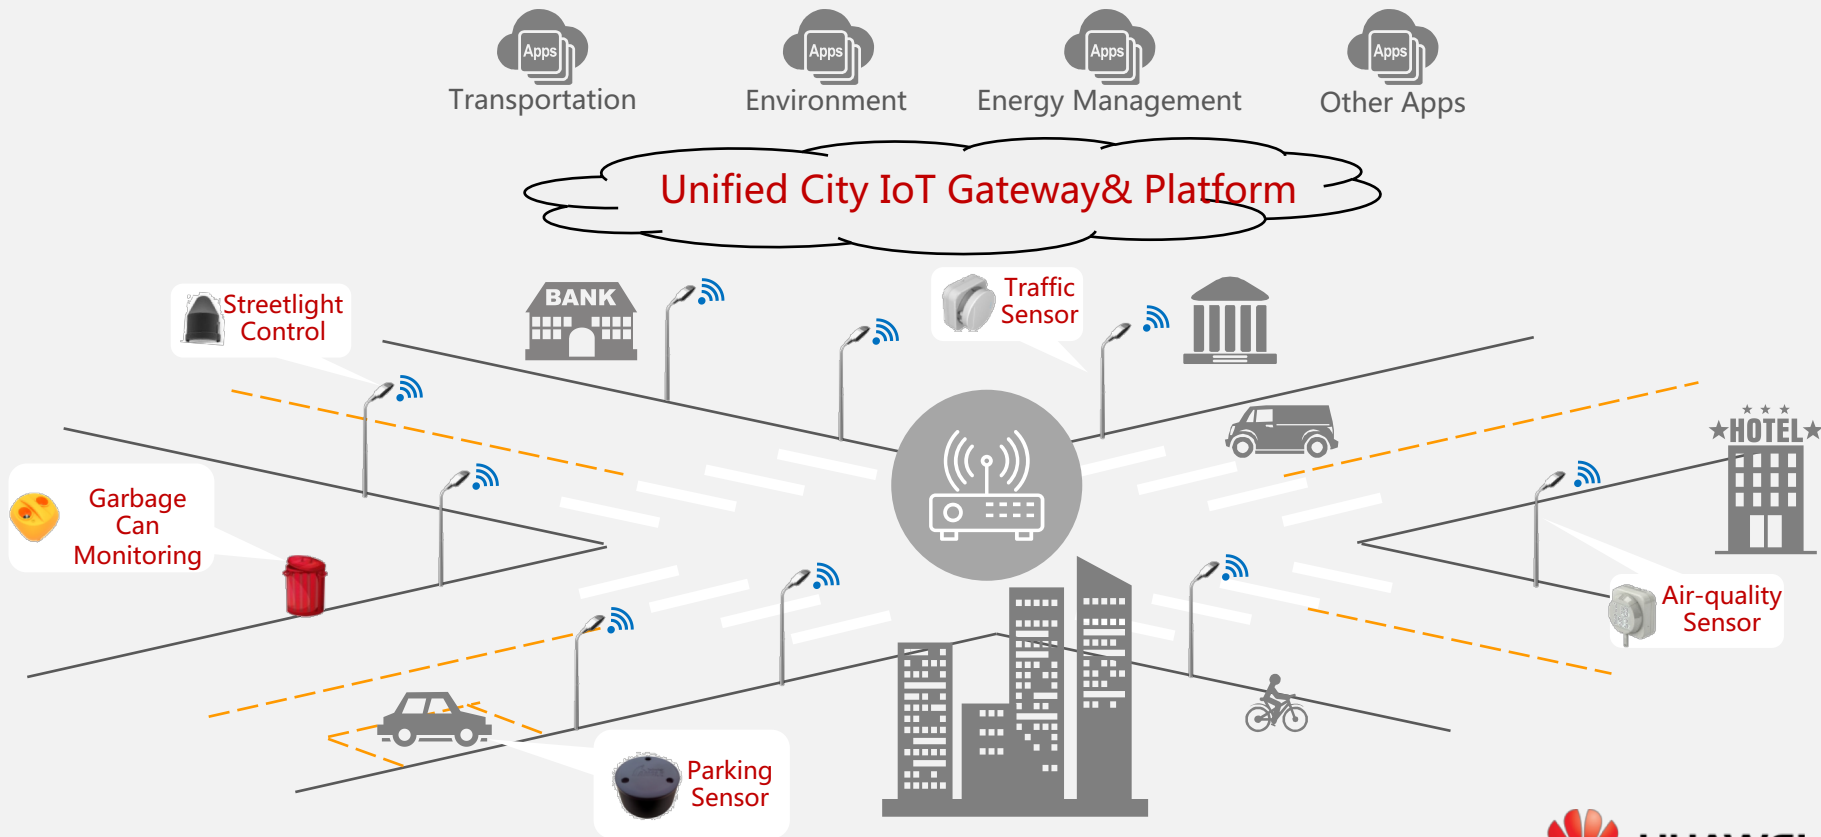 Apps
Apps
Apps
Apps
Transportation
Environment
Energy Management
Other Apps
Unified City IoT Gateway& Platform
Streetlight
Control
BANK
Traffic
Sensor
HOTEL
Garbage
Can
Monitoring
Air-quality
Sensor
Parking
Sensor